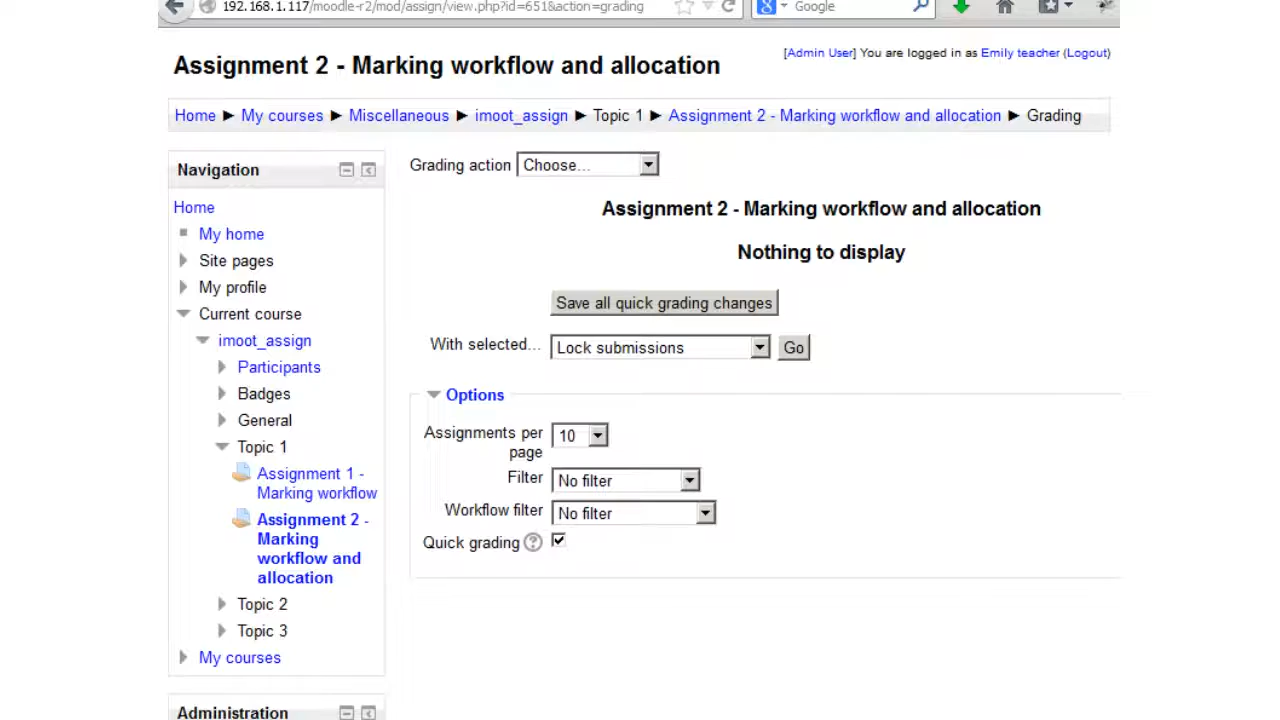 192.168.1.117/moodle-r2/mod/assign/view.php?id=651&action=grading
Google
Assignment 2 - Marking workflow and allocation
[Admin User] You are logged in as Emily teacher (Logout)
Home ► My courses ► Miscellaneous ► imoot_assign ► Topic 1 ► Assignment 2 - Marking workflow and allocation ► Grading
Navigation
Home
My home
Site pages
My profile
Current course
imoot_assign
Participants
Badges
General
Topic 1
Assignment 1 -
Marking workflow
Assignment 2 -
Marking
workflow and
allocation
Topic 2
Topic 3
My courses
Administration
Grading action Choose...
Assignment 2 - Marking workflow and allocation
Nothing to display
Save all quick grading changes
With selected... Lock submissions Go
Options
Assignments per
page 10
Filter No filter
Workflow filter No filter
Quick grading